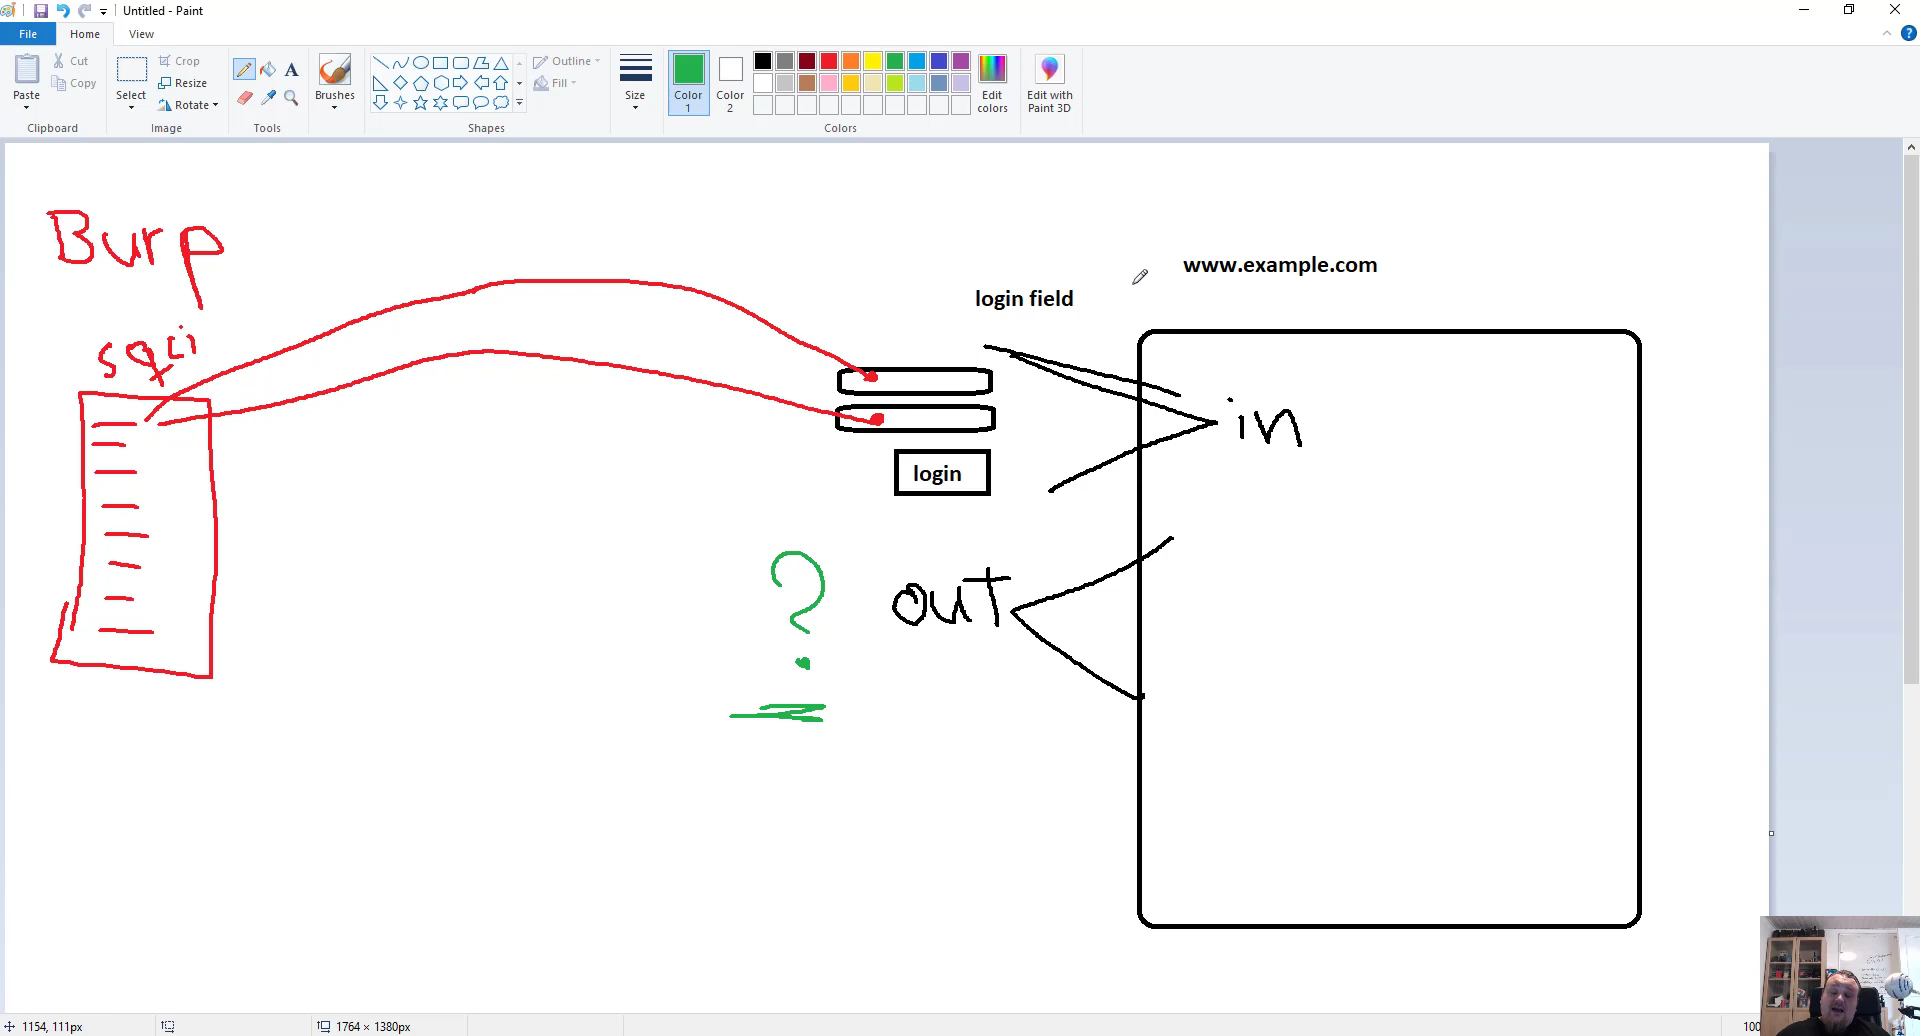 Untitled - Paint
File Home View
Paste
Cut
Copy
Clipboard
Select
Crop
Resize
Rotate
Image
Tools
Brushes
Shapes
Outline
Fill
Size
Color 1
Color 2
Edit colors
Colors
Edit with Paint 3D
Burp
sqli
www.example.com
login field
login
in
?
out
1154, 111px
1764 × 1380px
100